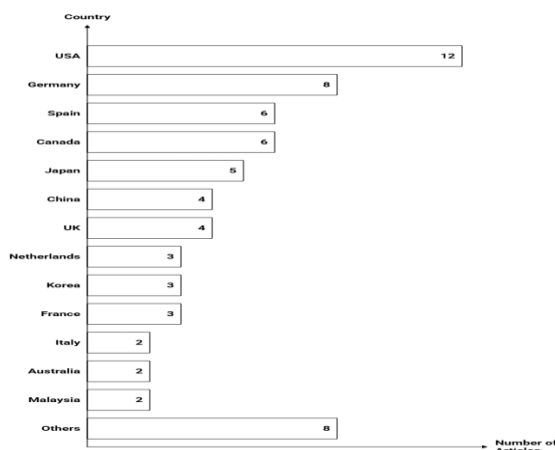 Country
USA 12
Germany 8
Spain 6
Canada 6
Japan 5
China 4
UK 4
Netherlands 3
Korea 3
France 3
Italy 2
Australia 2
Malaysia 2
Others 8
Number of
Articles